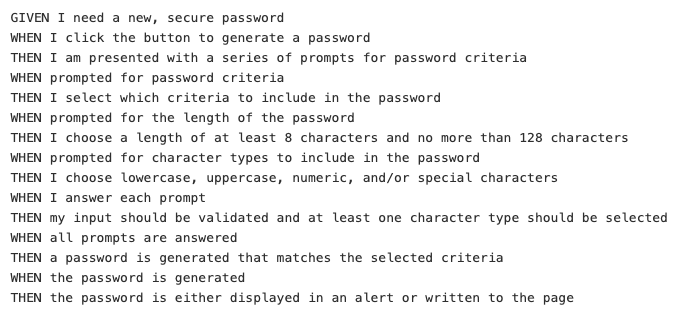 GIVEN I need a new, secure password
WHEN I click the button to generate a password
THEN I am presented with a series of prompts for password criteria
WHEN prompted for password criteria
THEN I select which criteria to include in the password
WHEN prompted for the length of the password
THEN I choose a length of at least 8 characters and no more than 128 characters
WHEN prompted for character types to include in the password
THEN I choose lowercase, uppercase, numeric, and/or special characters
WHEN I answer each prompt
THEN my input should be validated and at least one character type should be selected
WHEN all prompts are answered
THEN a password is generated that matches the selected criteria
WHEN the password is generated
THEN the password is either displayed in an alert or written to the page